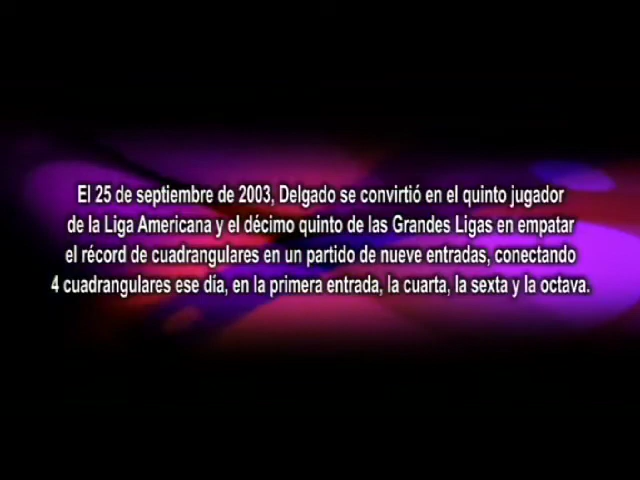 El 25 de septiembre de 2003, Delgado se convirtió en el quinto jugador
de la Liga Americana y el décimo quinto de las Grandes Ligas en empatar
el récord de cuadrangulares en un partido de nueve entradas, conectando
4 cuadrangulares ese día, en la primera entrada, la cuarta, la sexta y la octava.